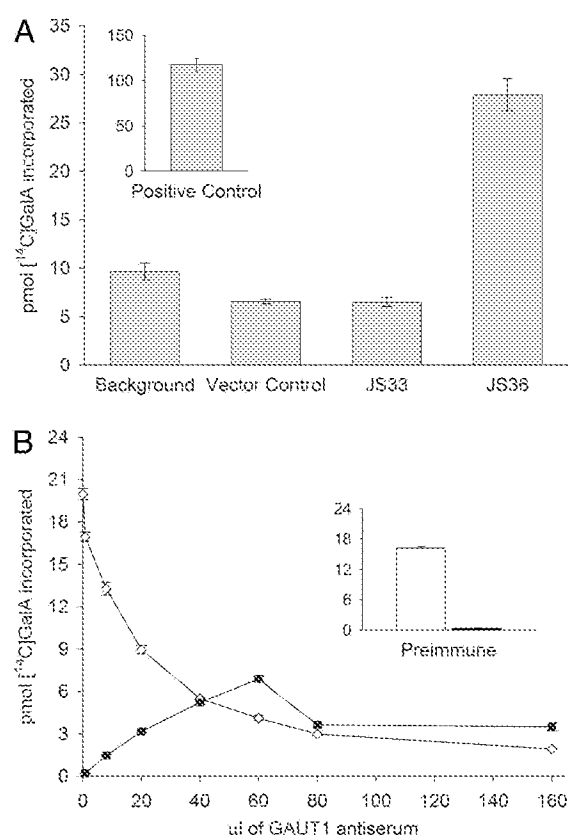 A
pmol [¹⁴C]GalA incorporated
35
30
25
20
15
10
5
0
150
100
50
0
Positive Control
Background Vector Control JS33 JS36
B
pmol [¹⁴C]GalA incorporated
24
21
18
15
12
9
6
3
0
24
18
12
6
0
Preimmune
0 20 40 60 80 100 120 140 160
ul of GAUT1 antiserum